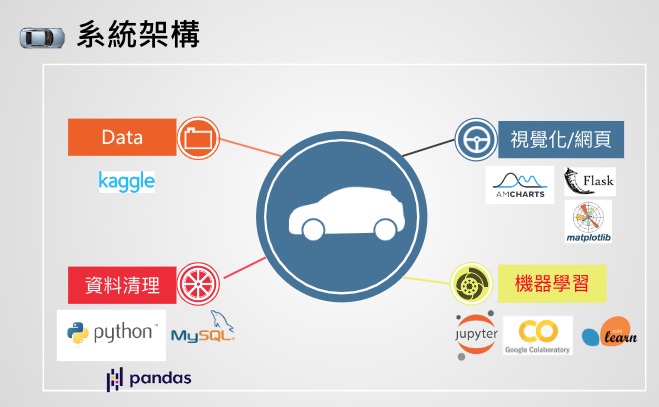 系統架構
Data
kaggle
視覺化/網頁
AMCHARTS
Flask
matplotlib
資料清理
python™
MySQL
pandas
機器學習
jupyter
CO
Google Colaboratory
learn